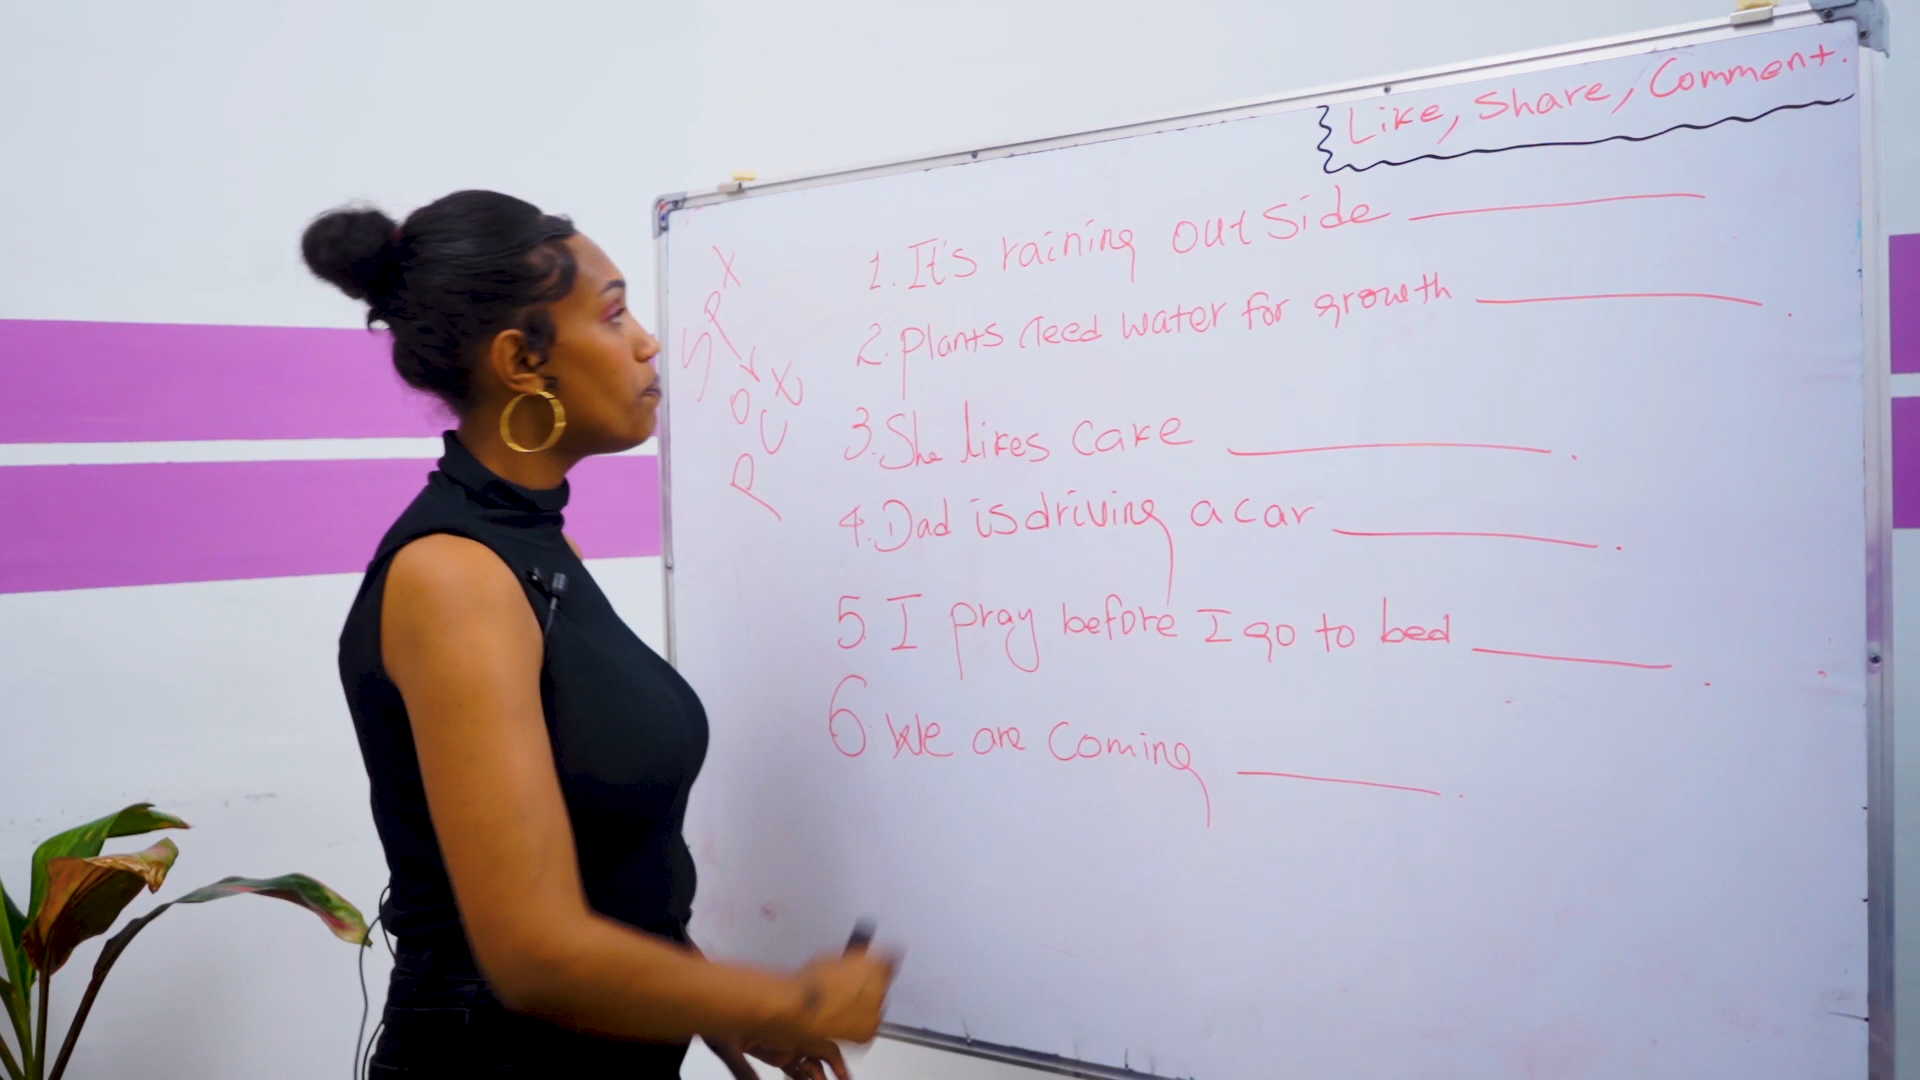 Like, Share, Comment.
1. It's raining outside
2. Plants need water for growth .
3. She likes cake .
4. Dad is driving a car .
5 I pray before I go to bed .
6. We are coming .